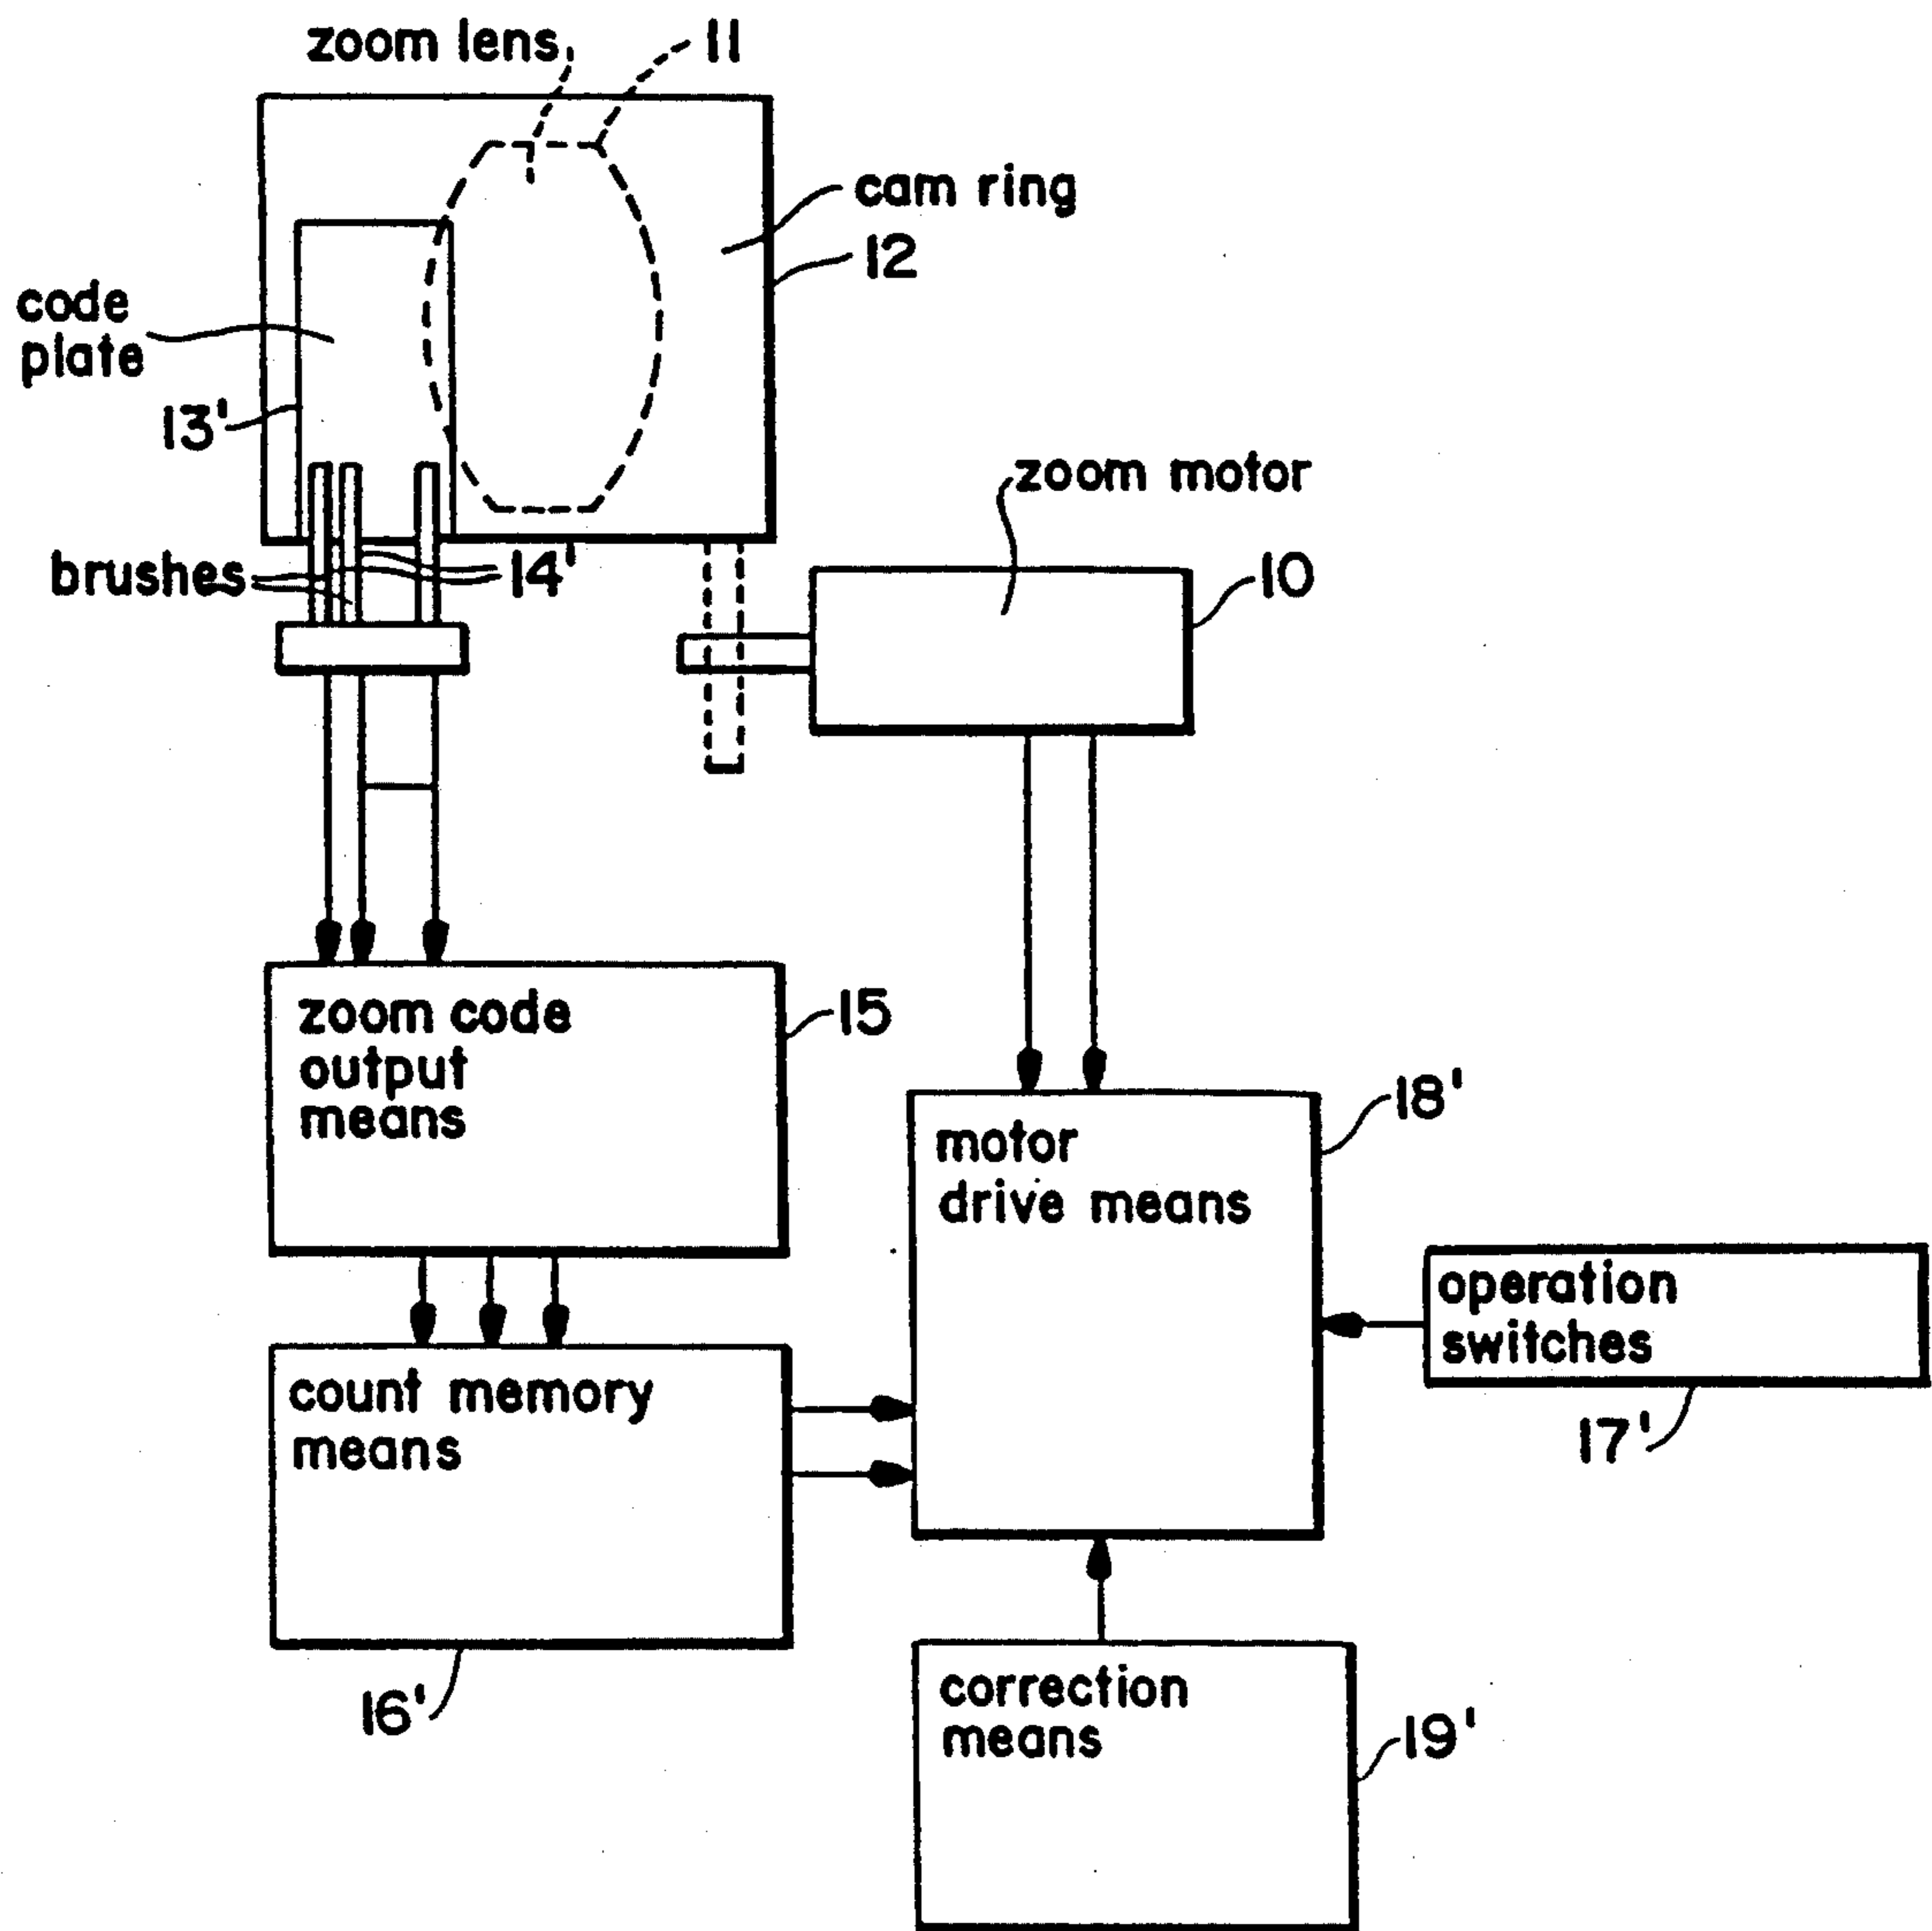 zoom lens
11
cam ring
12
code
plate
13'
zoom motor
brushes
14'
10
zoom code
output
means
15
18'
motor
drive means
operation
switches
count memory
means
17'
correction
means
16'
19'